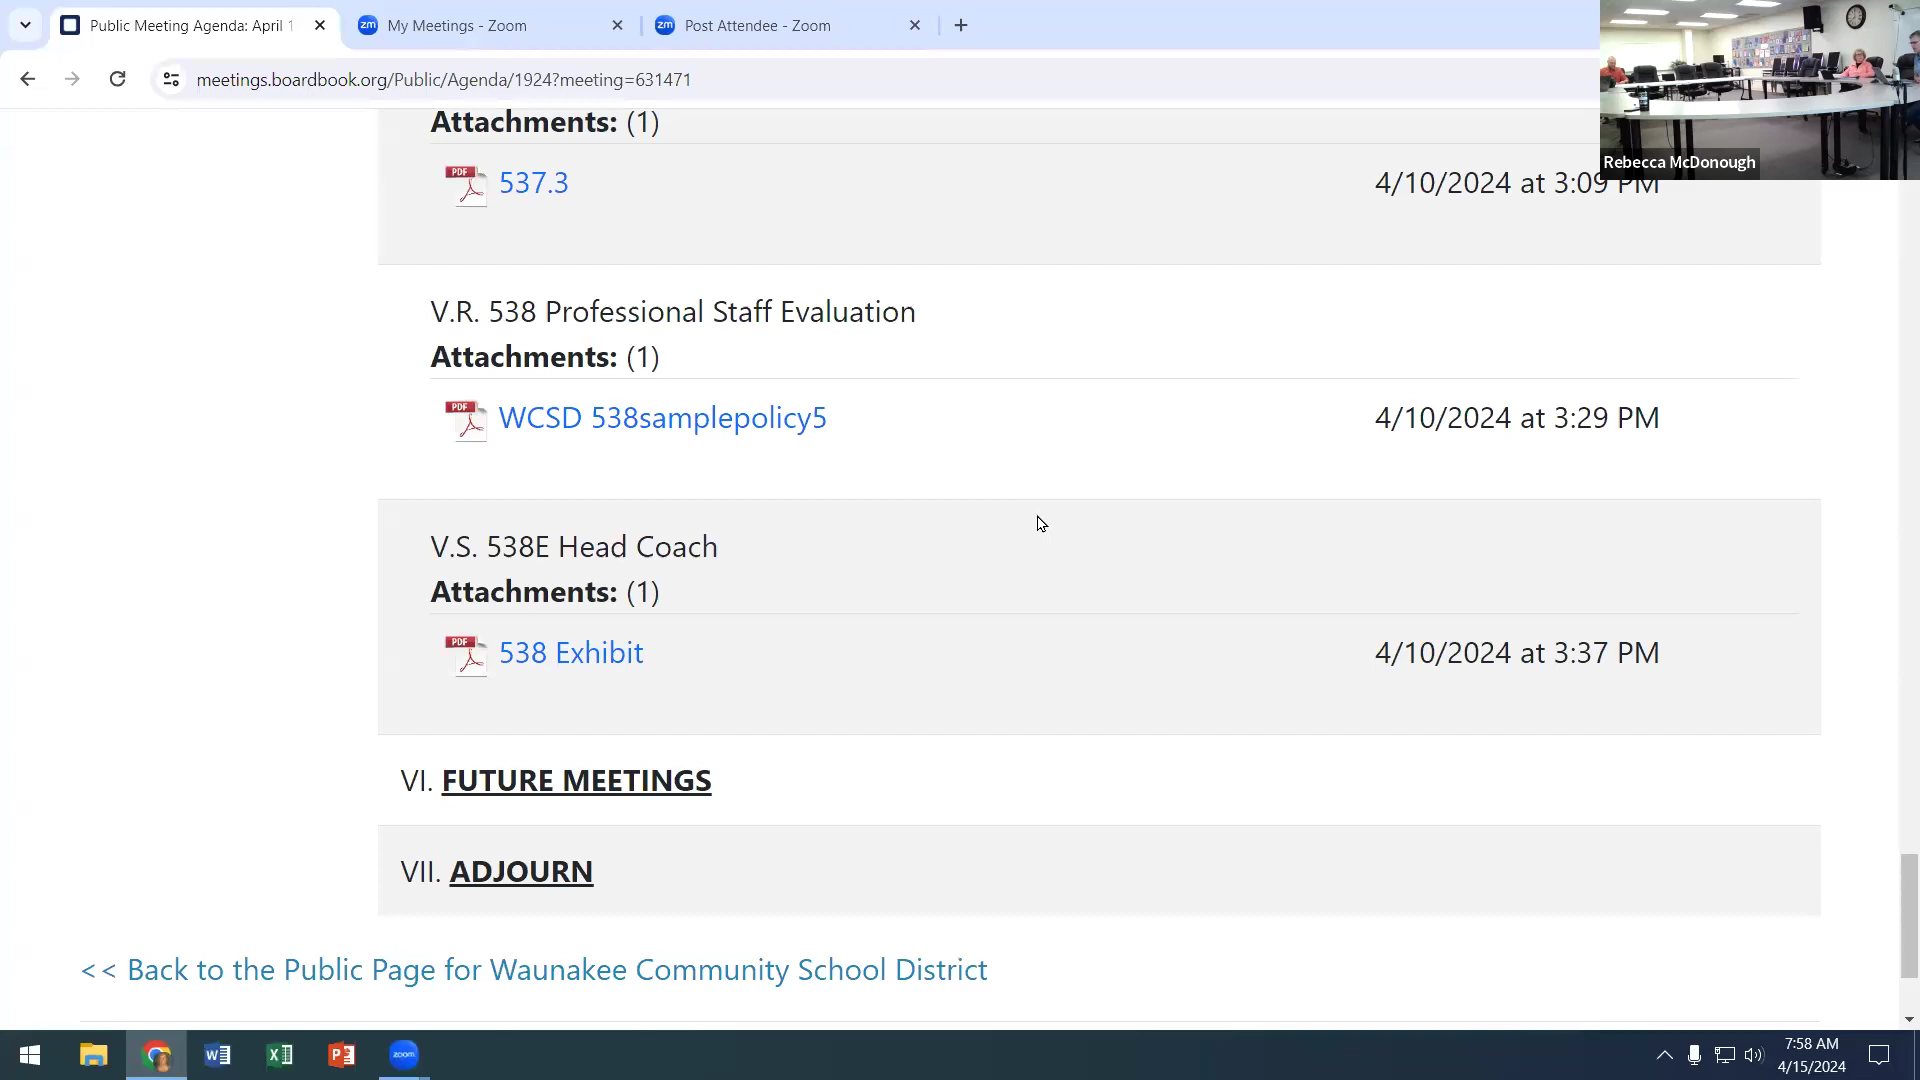 Public Meeting Agenda: April 1
My Meetings - Zoom
Post Attendee - Zoom
meetings.boardbook.org/Public/Agenda/1924?meeting=631471
Rebecca McDonough
Attachments: (1)
PDF 537.3 4/10/2024 at 3:09 PM
V.R. 538 Professional Staff Evaluation
Attachments: (1)
PDF WCSD 538samplepolicy5 4/10/2024 at 3:29 PM
V.S. 538E Head Coach
Attachments: (1)
PDF 538 Exhibit 4/10/2024 at 3:37 PM
VI. FUTURE MEETINGS
VII. ADJOURN
<< Back to the Public Page for Waunakee Community School District
zoom
7:58 AM
4/15/2024